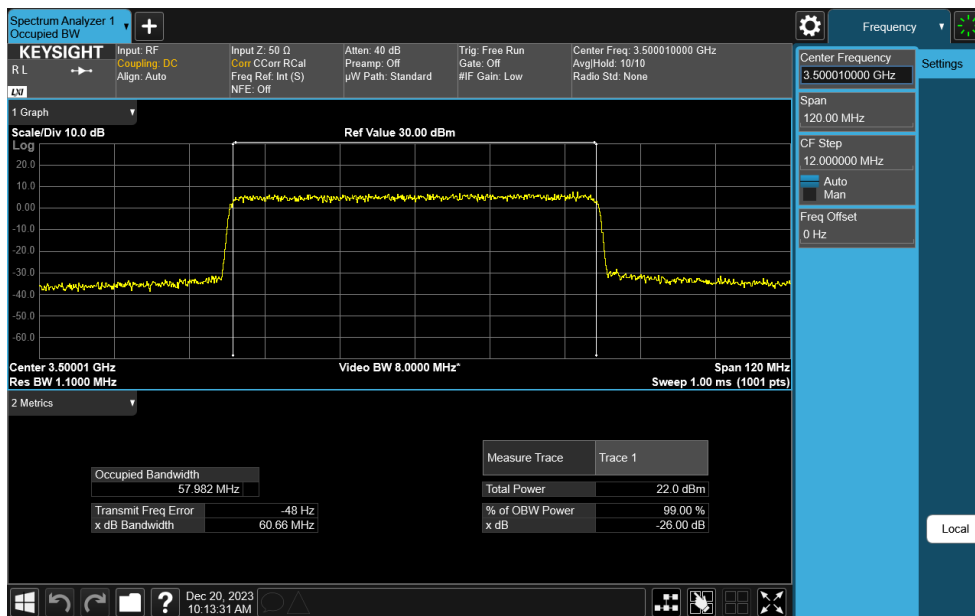 Spectrum Analyzer 1
Occupied BW
Frequency
KEYSIGHT
R L
LXI
Input: RF
Coupling: DC
Align: Auto
Input Z: 50 Ω
Corr CCorr RCal
Freq Ref: Int (S)
NFE: Off
Atten: 40 dB
Preamp: Off
µW Path: Standard
Trig: Free Run
Gate: Off
#IF Gain: Low
Center Freq: 3.500010000 GHz
Avg|Hold: 10/10
Radio Std: None
Center Frequency
3.500010000 GHz
Settings
Span
120.00 MHz
CF Step
12.000000 MHz
Auto
Man
Freq Offset
0 Hz
Local
1 Graph
Scale/Div 10.0 dB
Ref Value 30.00 dBm
Log
20.0
10.0
0.00
-10.0
-20.0
-30.0
-40.0
-50.0
-60.0
Center 3.50001 GHz
Video BW 8.0000 MHz*
Span 120 MHz
Res BW 1.1000 MHz
Sweep 1.00 ms (1001 pts)
2 Metrics
Measure Trace Trace 1
Occupied Bandwidth
57.982 MHz
Total Power 22.0 dBm
Transmit Freq Error -48 Hz
% of OBW Power 99.00 %
x dB Bandwidth 60.66 MHz
x dB -26.00 dB
?
Dec 20, 2023
10:13:31 AM